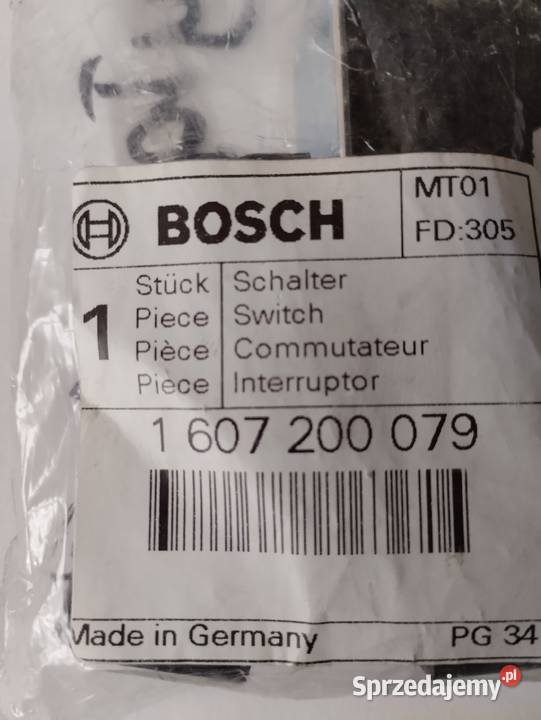 BOSCH
MT01
FD:305
1
Stück Schalter
Piece Switch
Pièce Commutateur
Pièce Interruptor
1 607 200 079
Made in Germany PG 34
Sprzedajemy.pl